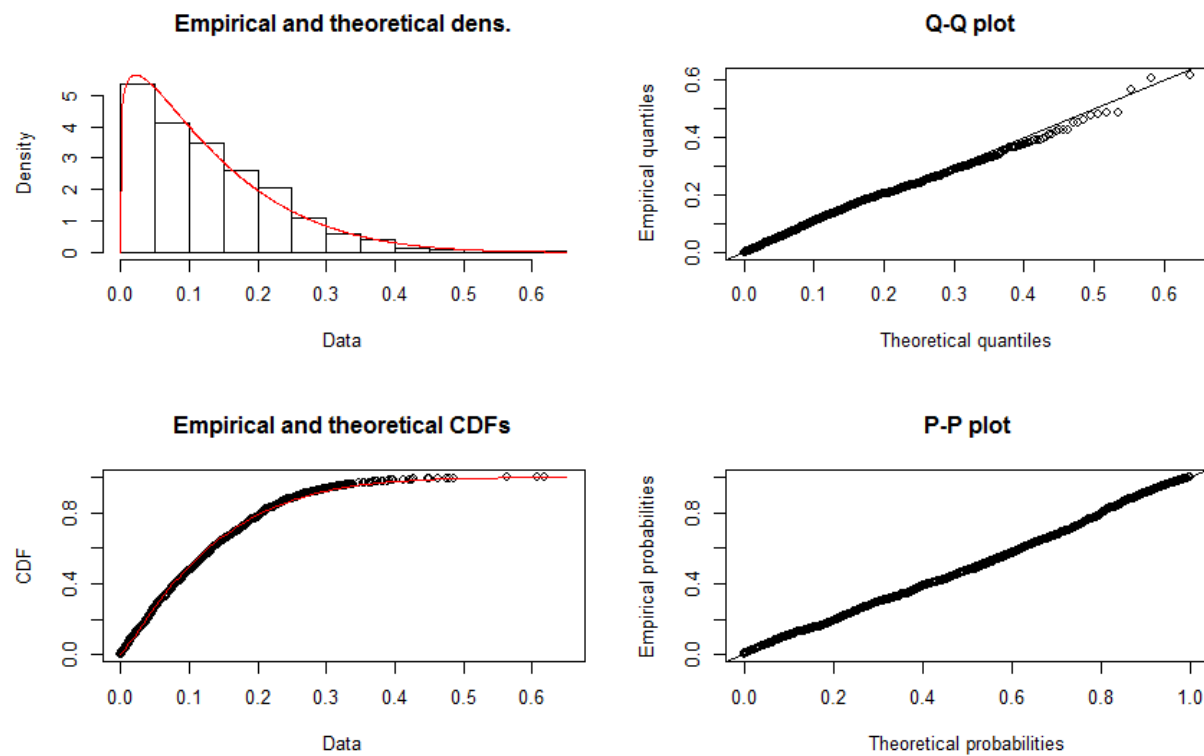 Empirical and theoretical dens.
Density
0 1 2 3 4 5
0.0 0.1 0.2 0.3 0.4 0.5 0.6
Data
Q-Q plot
Empirical quantiles
0.0 0.2 0.4 0.6
0.0 0.1 0.2 0.3 0.4 0.5 0.6
Theoretical quantiles
Empirical and theoretical CDFs
CDF
0.0 0.4 0.8
0.0 0.1 0.2 0.3 0.4 0.5 0.6
Data
P-P plot
Empirical probabilities
0.0 0.4 0.8
0.0 0.2 0.4 0.6 0.8 1.0
Theoretical probabilities